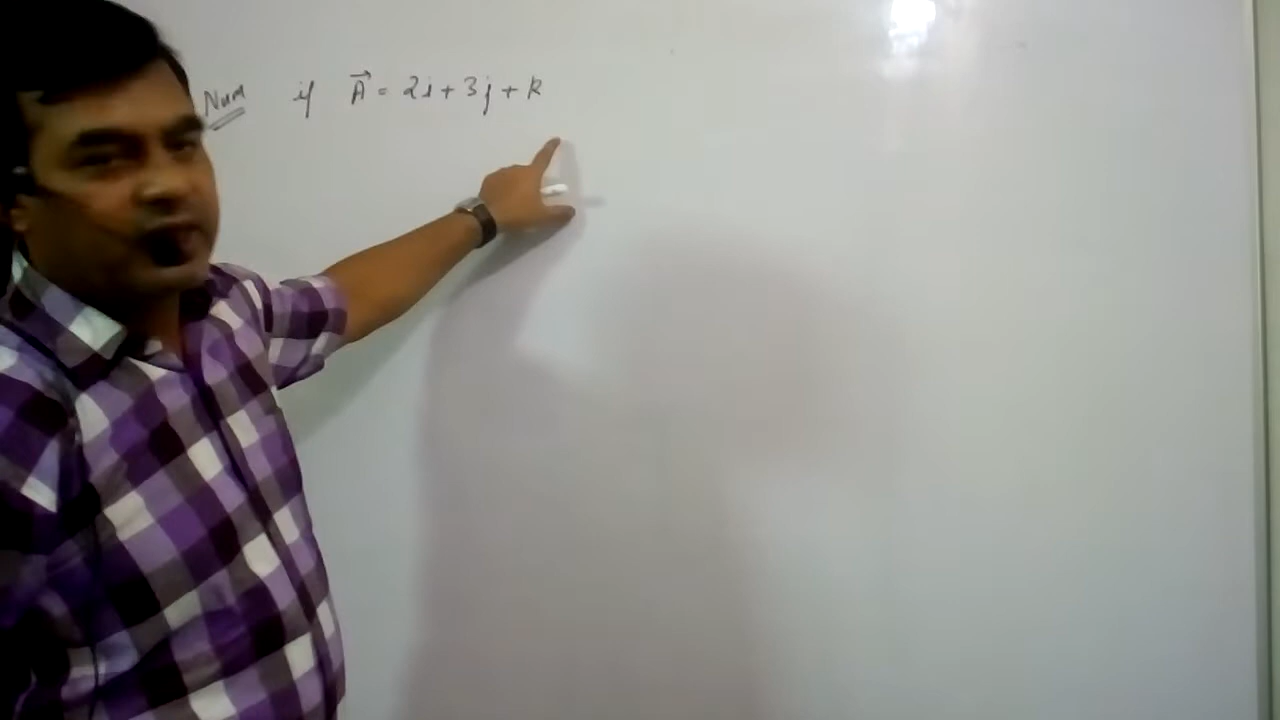 Num if A⃗ = 2i + 3j + k